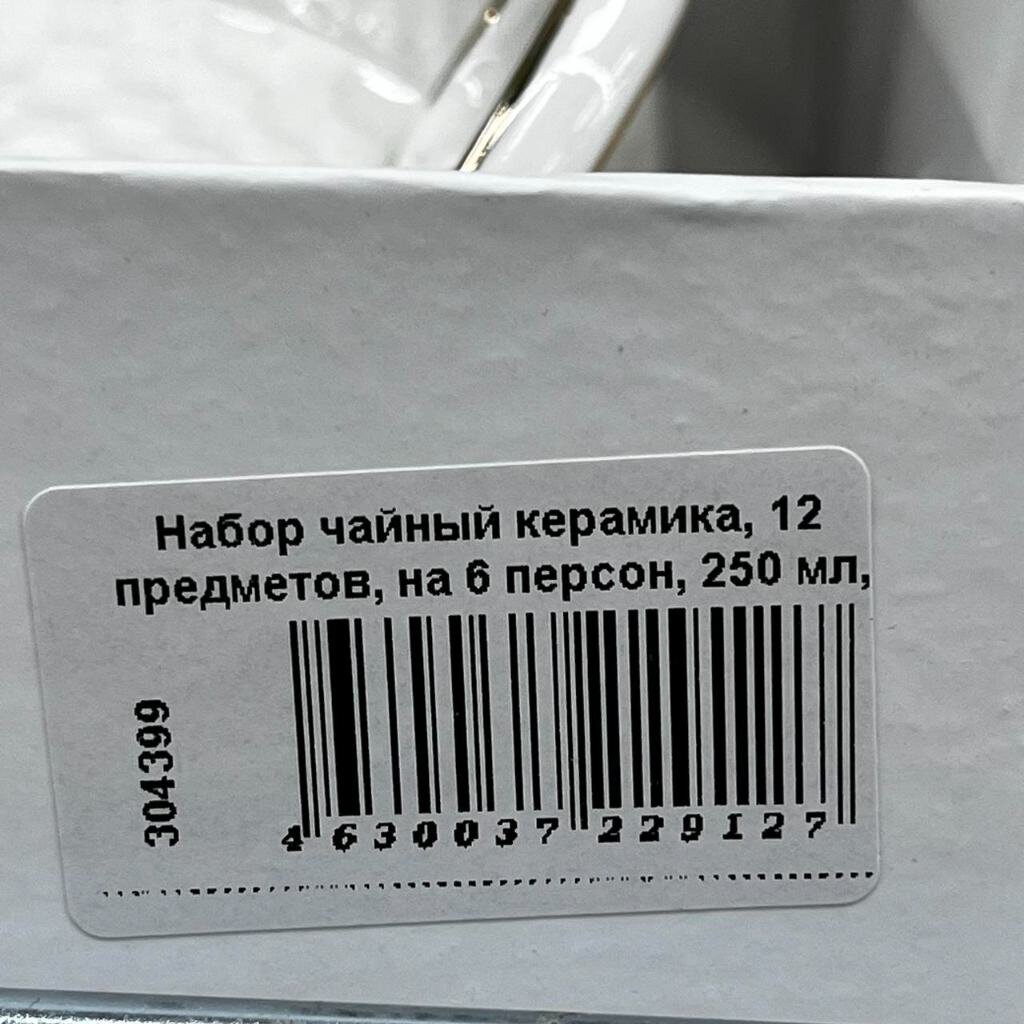 Набор чайный керамика, 12
предметов, на 6 персон, 250 мл,
304399
4 630037 229127